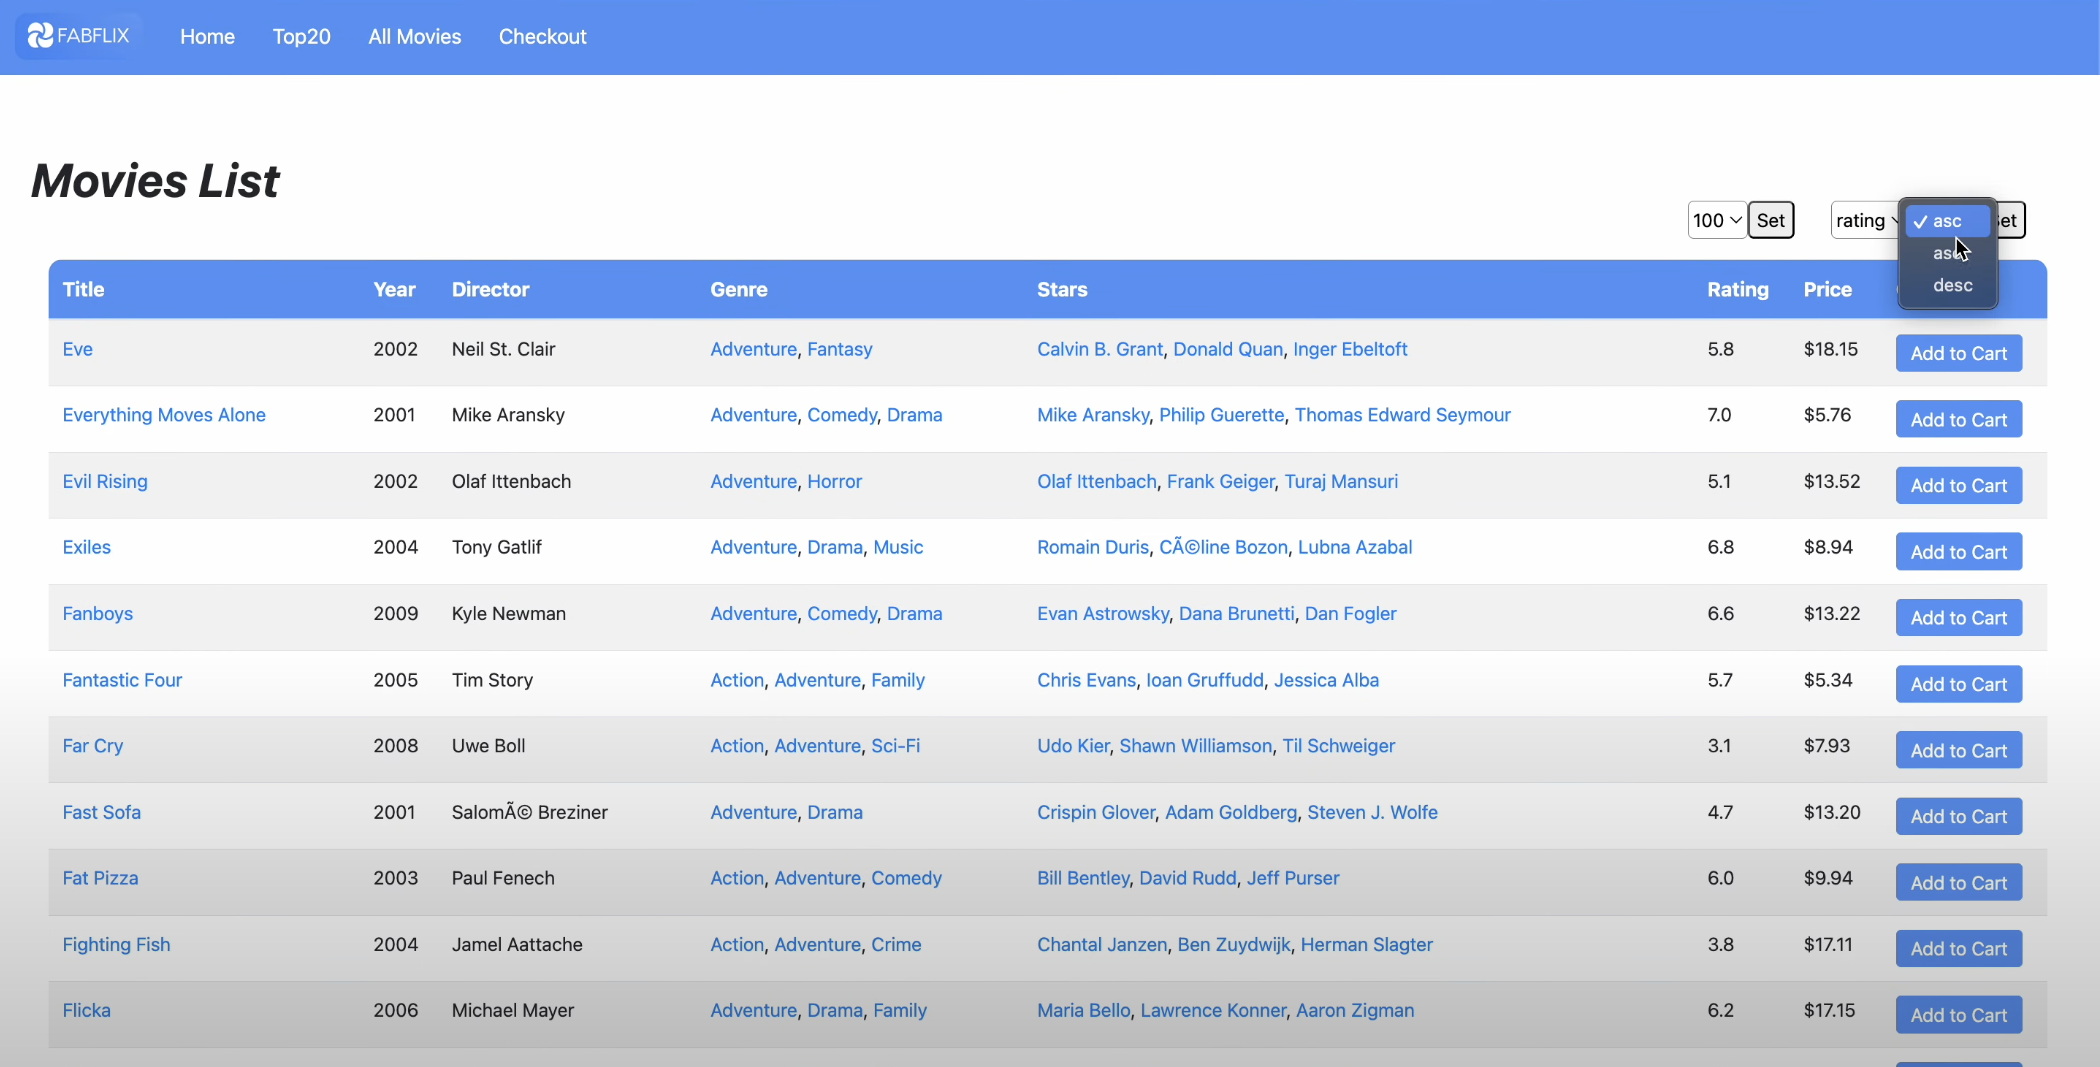 FABFLIX Home Top20 All Movies Checkout
Movies List
100 Set rating asc
asc
desc
Title Year Director Genre Stars Rating Price
Eve 2002 Neil St. Clair Adventure, Fantasy Calvin B. Grant, Donald Quan, Inger Ebeltoft 5.8 $18.15 Add to Cart
Everything Moves Alone 2001 Mike Aransky Adventure, Comedy, Drama Mike Aransky, Philip Guerette, Thomas Edward Seymour 7.0 $5.76 Add to Cart
Evil Rising 2002 Olaf Ittenbach Adventure, Horror Olaf Ittenbach, Frank Geiger, Turaj Mansuri 5.1 $13.52 Add to Cart
Exiles 2004 Tony Gatlif Adventure, Drama, Music Romain Duris, CÃ©line Bozon, Lubna Azabal 6.8 $8.94 Add to Cart
Fanboys 2009 Kyle Newman Adventure, Comedy, Drama Evan Astrowsky, Dana Brunetti, Dan Fogler 6.6 $13.22 Add to Cart
Fantastic Four 2005 Tim Story Action, Adventure, Family Chris Evans, Ioan Gruffudd, Jessica Alba 5.7 $5.34 Add to Cart
Far Cry 2008 Uwe Boll Action, Adventure, Sci-Fi Udo Kier, Shawn Williamson, Til Schweiger 3.1 $7.93 Add to Cart
Fast Sofa 2001 SalomÃ© Breziner Adventure, Drama Crispin Glover, Adam Goldberg, Steven J. Wolfe 4.7 $13.20 Add to Cart
Fat Pizza 2003 Paul Fenech Action, Adventure, Comedy Bill Bentley, David Rudd, Jeff Purser 6.0 $9.94 Add to Cart
Fighting Fish 2004 Jamel Aattache Action, Adventure, Crime Chantal Janzen, Ben Zuydwijk, Herman Slagter 3.8 $17.11 Add to Cart
Flicka 2006 Michael Mayer Adventure, Drama, Family Maria Bello, Lawrence Konner, Aaron Zigman 6.2 $17.15 Add to Cart